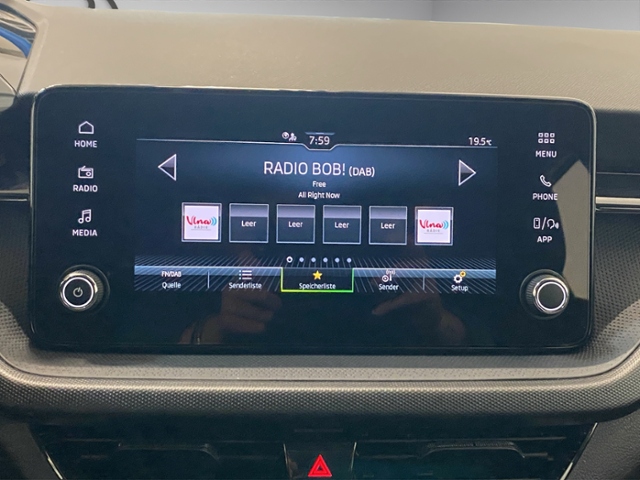 7:59
19.5°C
HOME
RADIO
MEDIA
RADIO BOB! (DAB)
Free
All Right Now
Leer
Leer
Leer
Leer
MENU
PHONE
APP
FM/DAB
Quelle
Senderliste
Speicherliste
Sender
Setup